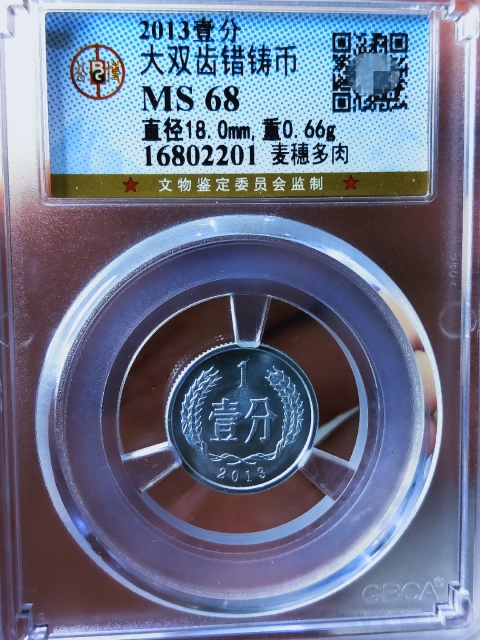 2013壹分
大双齿错铸币
MS 68
直径18.0mm,重0.66g
16802201 麦穗多肉
文物鉴定委员会监制
1
壹分
2013
GBCA